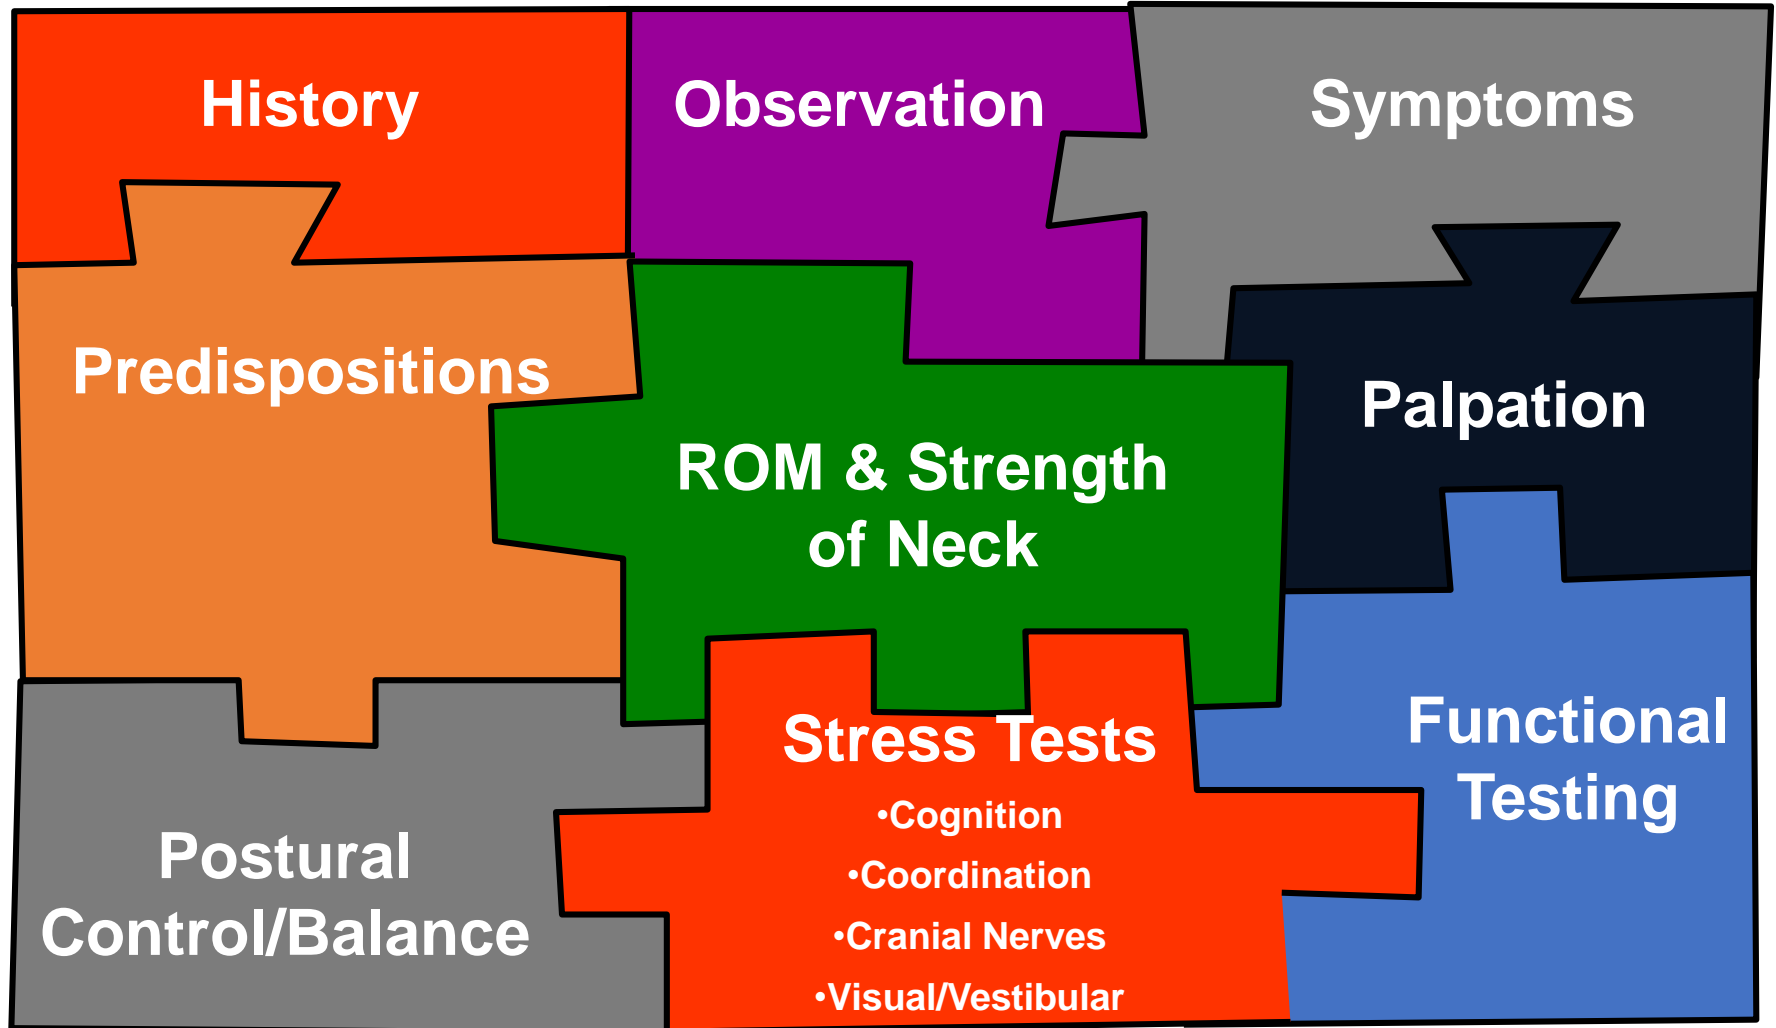 History
Observation
Symptoms
Predispositions
Palpation
ROM & Strength
of Neck
Functional
Testing
Stress Tests
•Cognition
•Coordination
•Cranial Nerves
•Visual/Vestibular
Postural
Control/Balance